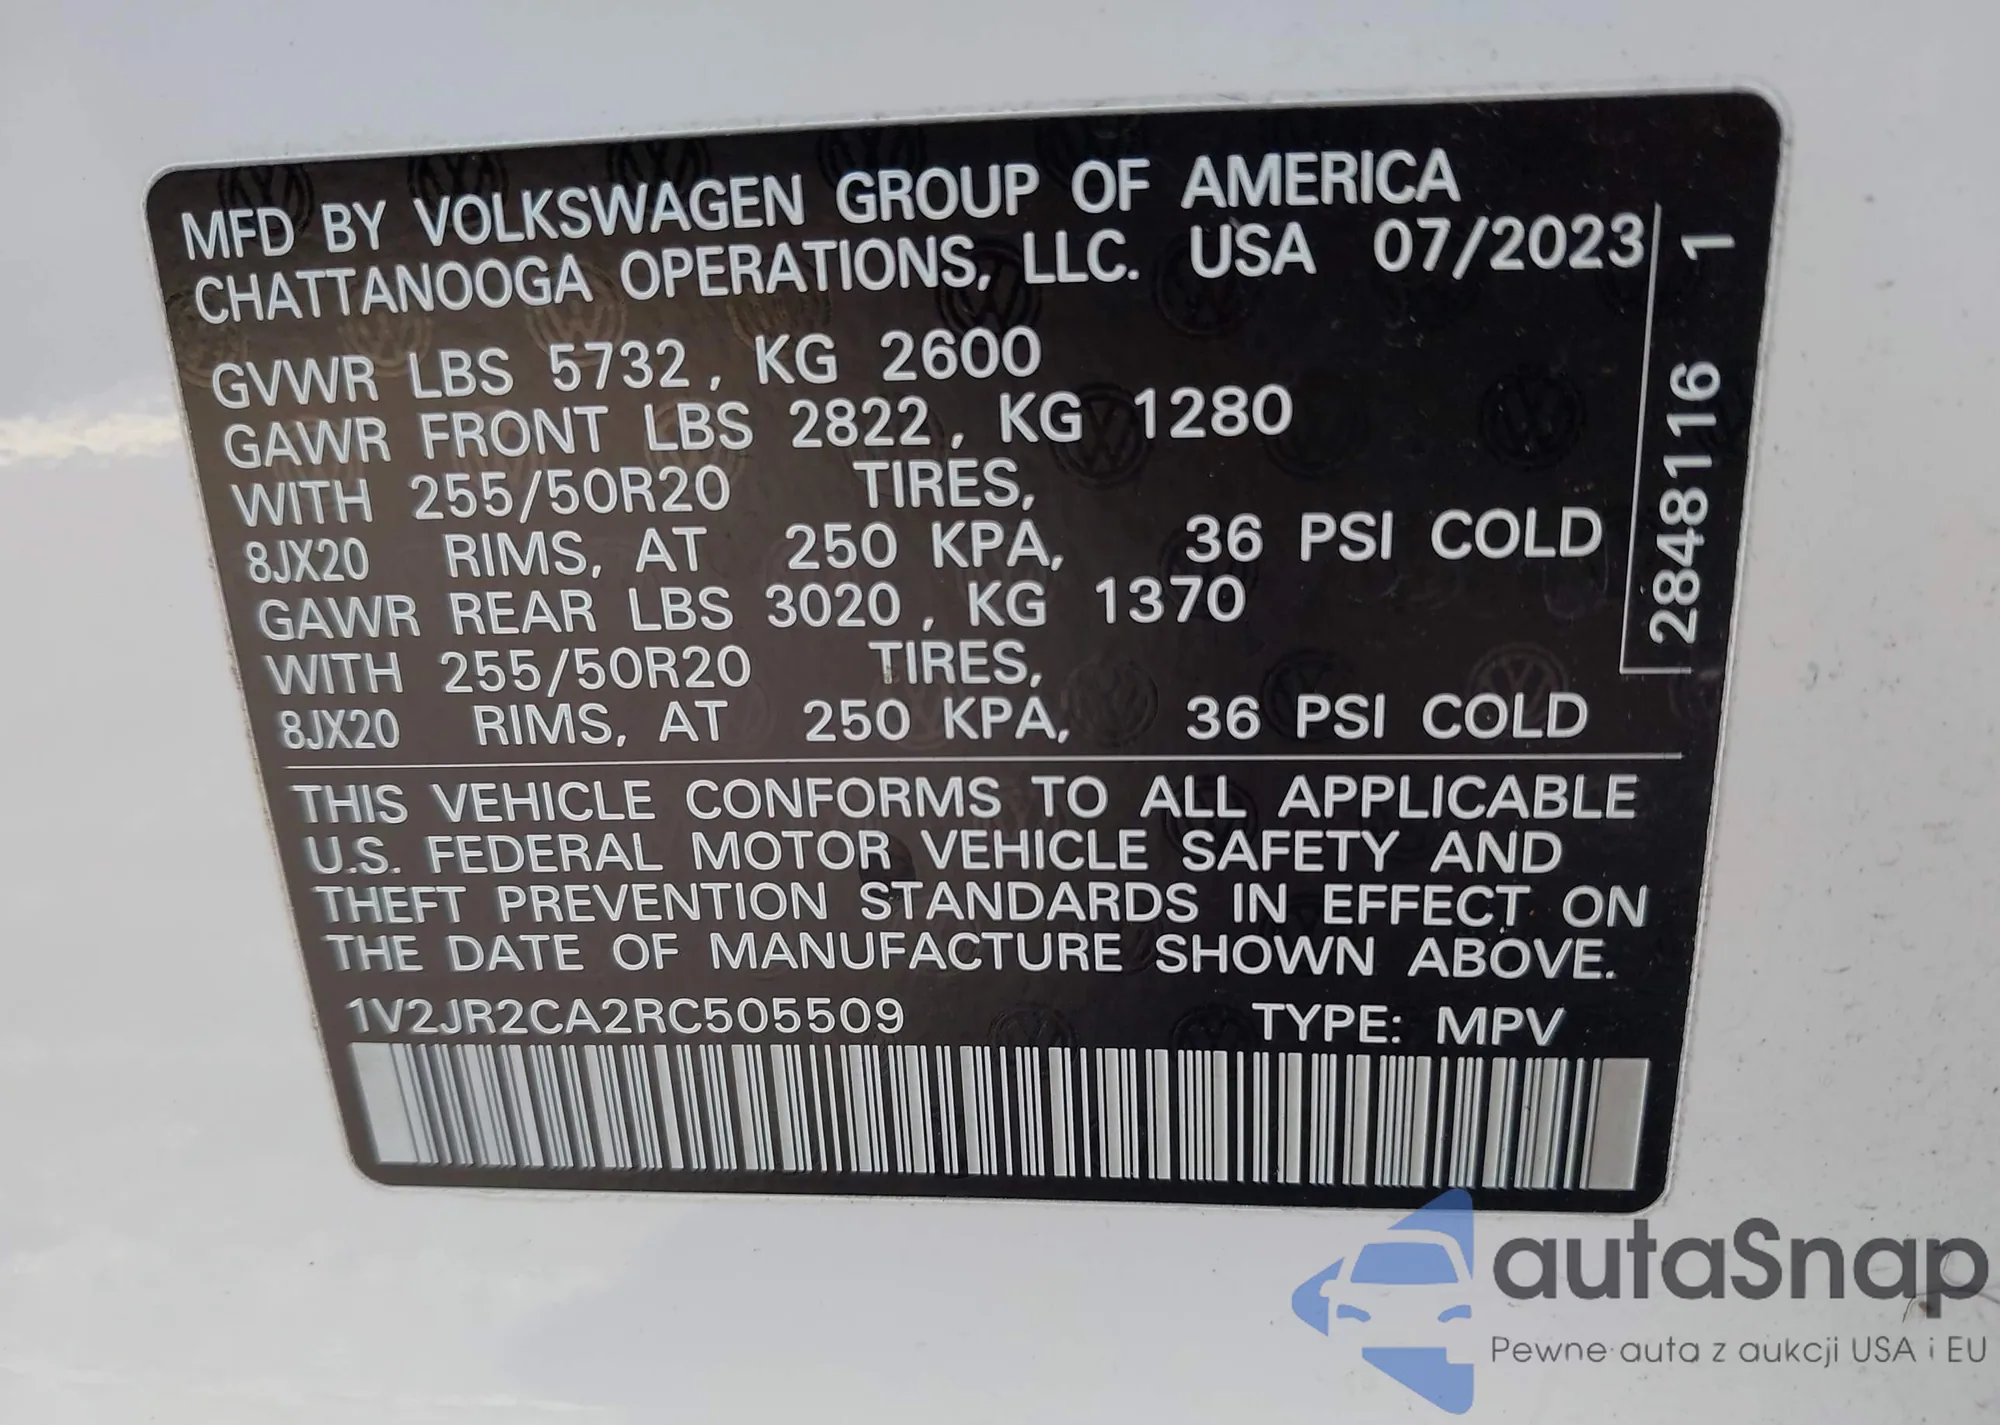 MFD BY VOLKSWAGEN GROUP OF AMERICA
CHATTANOOGA OPERATIONS, LLC. USA 07/2023
GVWR LBS 5732, KG 2600
GAWR FRONT LBS 2822, KG 1280
WITH 255/50R20 TIRES,
8JX20 RIMS, AT 250 KPA, 36 PSI COLD
GAWR REAR LBS 3020, KG 1370
WITH 255/50R20 TIRES,
8JX20 RIMS, AT 250 KPA, 36 PSI COLD
2848116 1
THIS VEHICLE CONFORMS TO ALL APPLICABLE
U.S. FEDERAL MOTOR VEHICLE SAFETY AND
THEFT PREVENTION STANDARDS IN EFFECT ON
THE DATE OF MANUFACTURE SHOWN ABOVE.
1V2JR2CA2RC505509 TYPE: MPV
autaSnap
Pewne auta z aukcji USA i EU